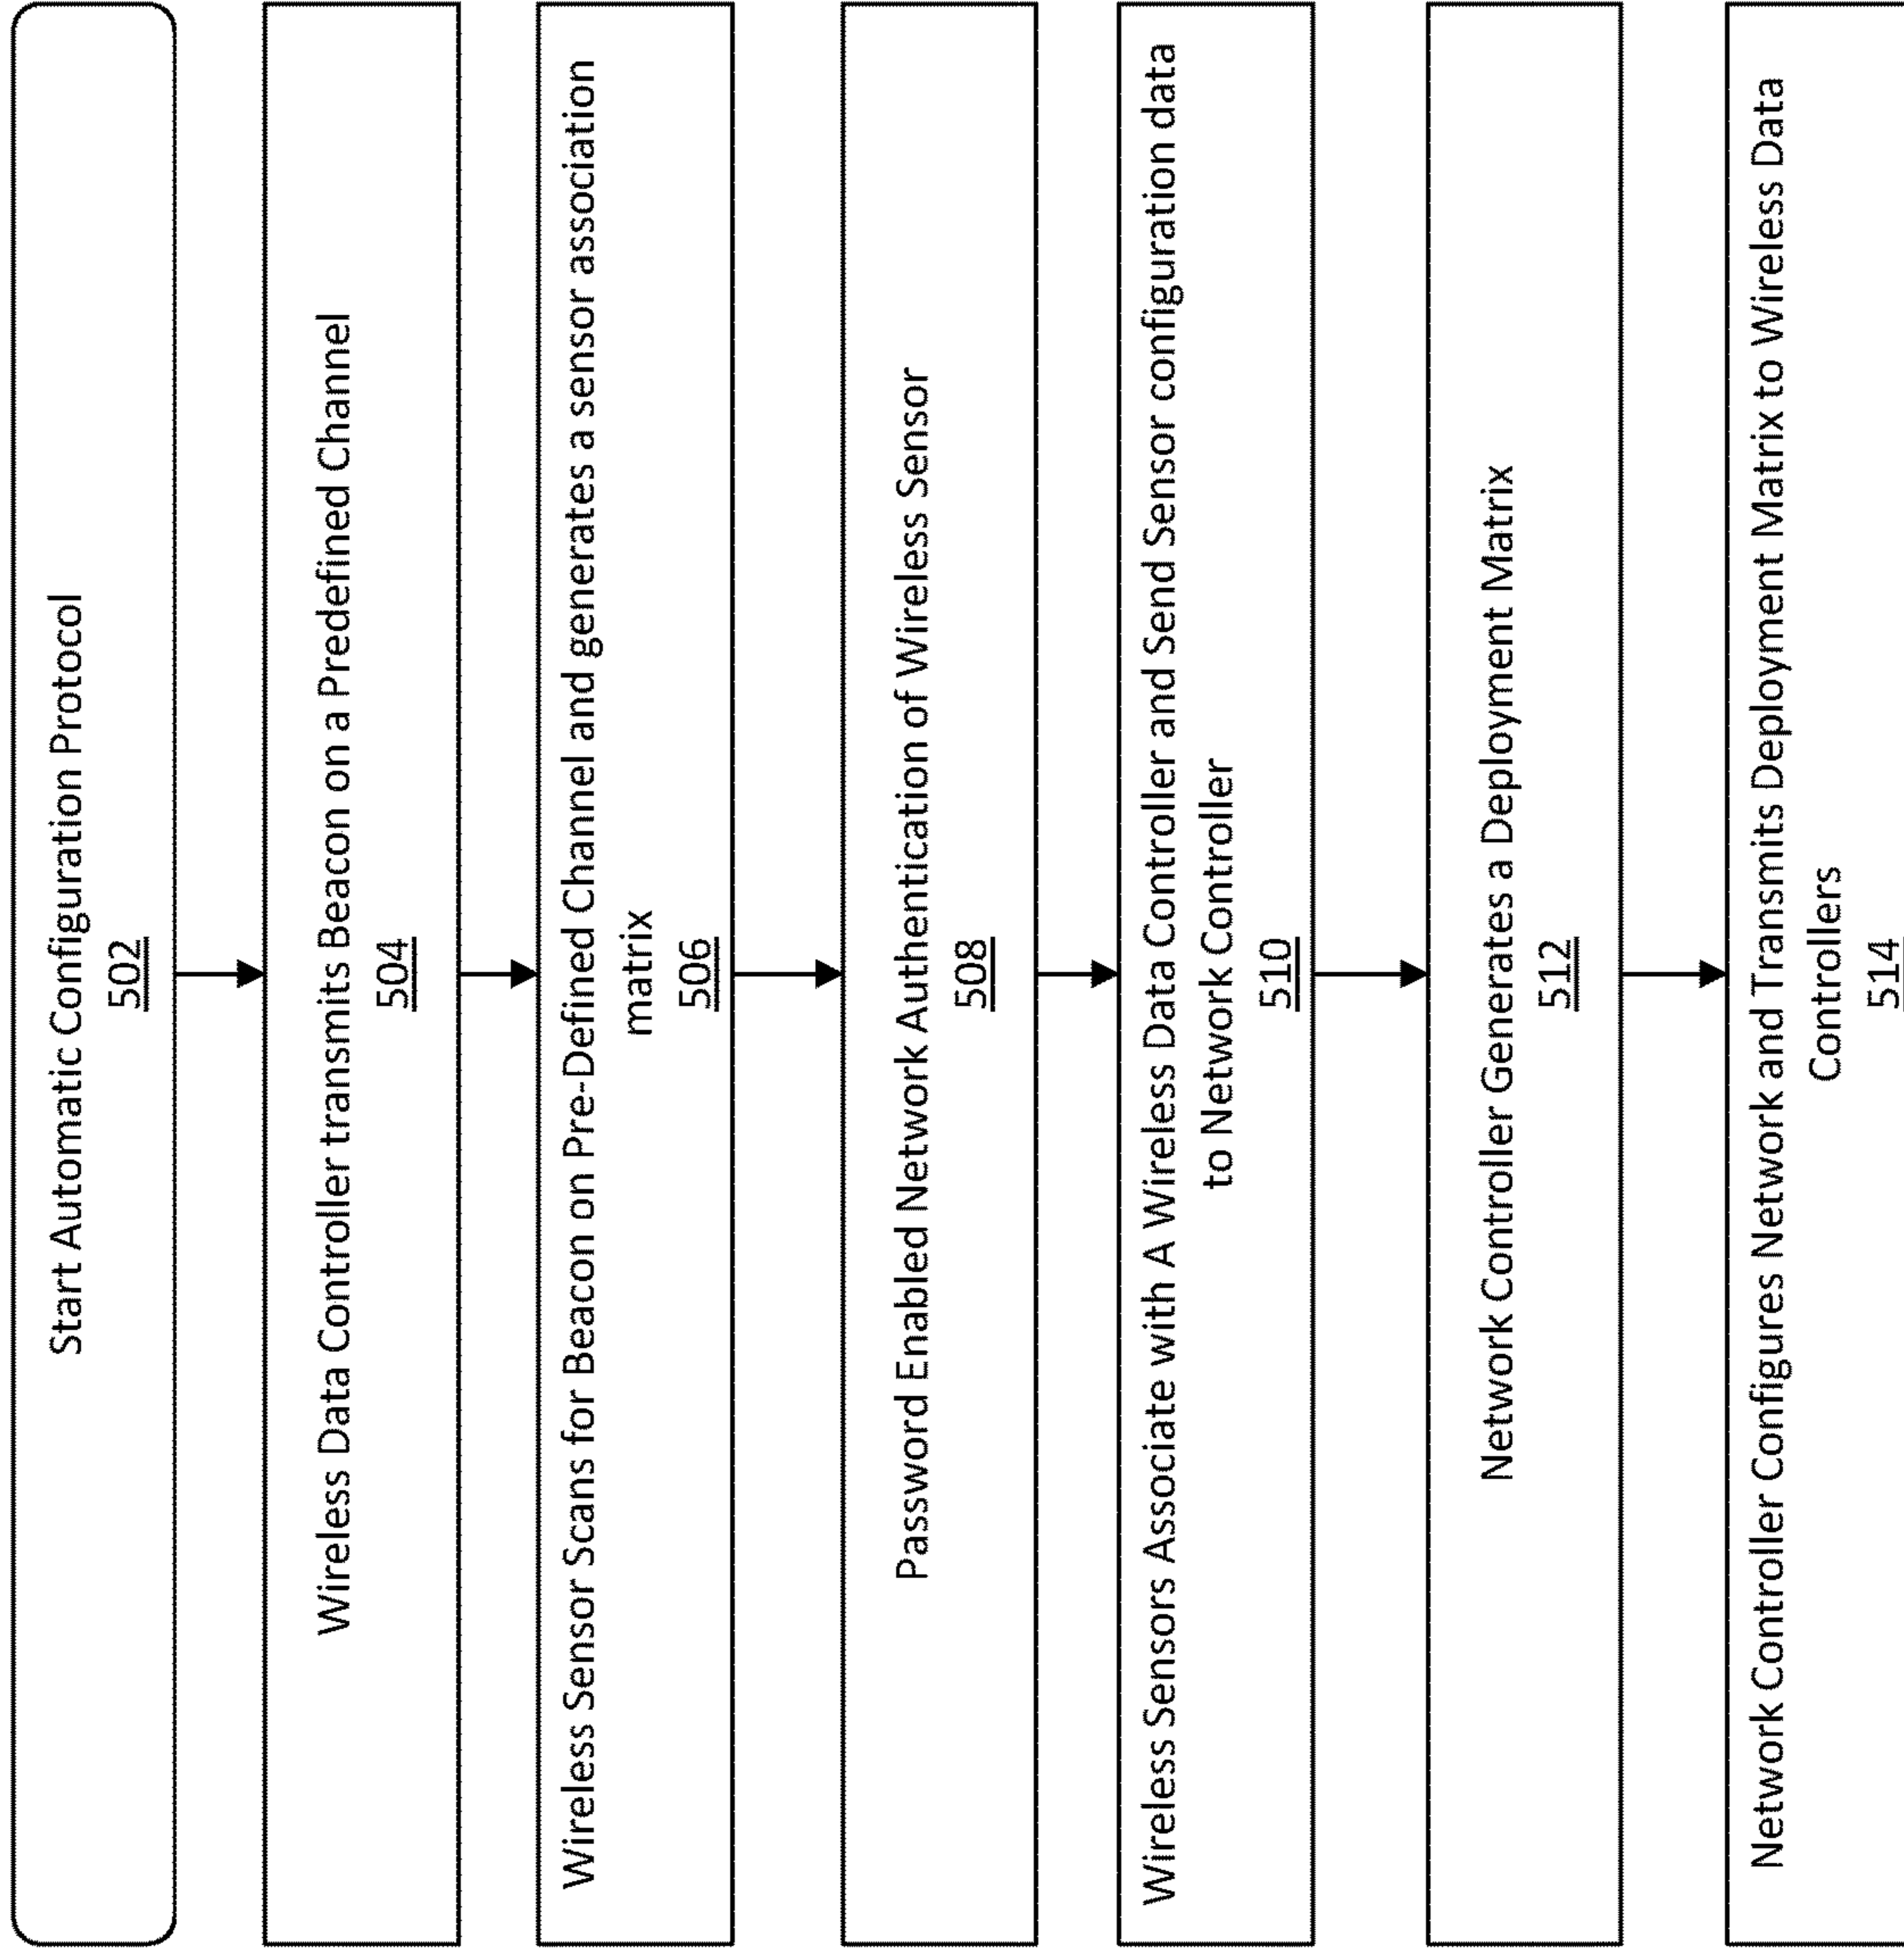 Start Automatic Configuration Protocol
502
Wireless Data Controller transmits Beacon on a Predefined Channel
504
Wireless Sensor Scans for Beacon on Pre-Defined Channel and generates a sensor association
matrix
506
Password Enabled Network Authentication of Wireless Sensor
508
Wireless Sensors Associate with A Wireless Data Controller and Send Sensor configuration data
to Network Controller
510
Network Controller Generates a Deployment Matrix
512
Network Controller Configures Network and Transmits Deployment Matrix to Wireless Data
Controllers
514